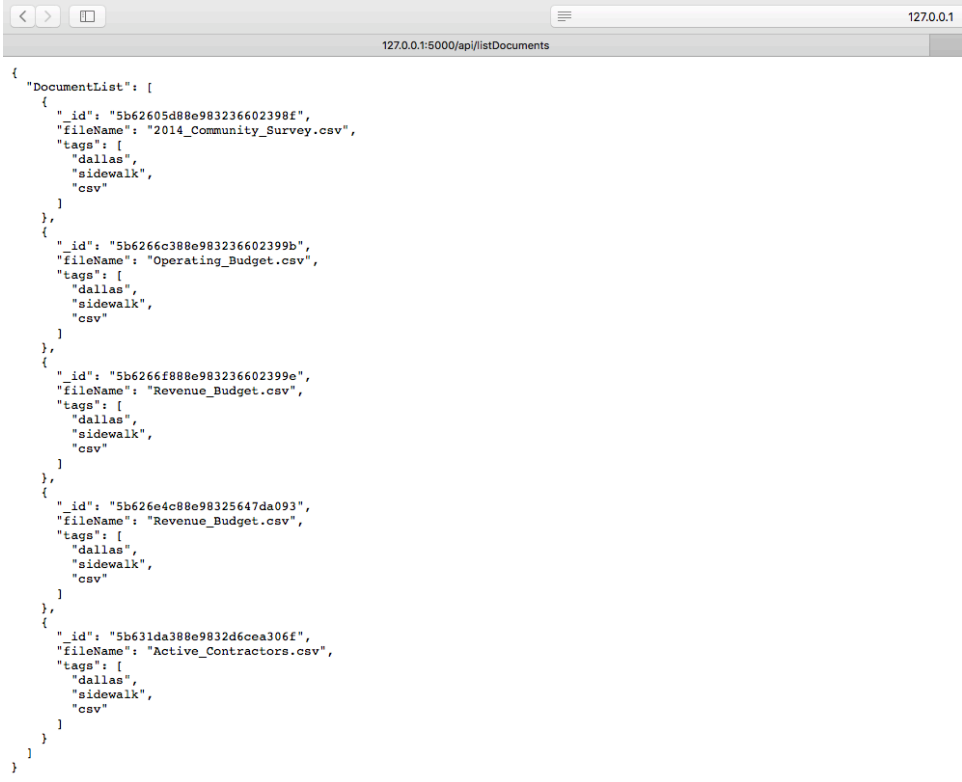 127.0.0.1
127.0.0.1:5000/api/listDocuments
{
  "DocumentList": [
    {
      "_id": "5b62605d88e983236602398f",
      "fileName": "2014_Community_Survey.csv",
      "tags": [
        "dallas",
        "sidewalk",
        "csv"
      ]
    },
    {
      "_id": "5b6266c388e983236602399b",
      "fileName": "Operating_Budget.csv",
      "tags": [
        "dallas",
        "sidewalk",
        "csv"
      ]
    },
    {
      "_id": "5b6266f888e983236602399e",
      "fileName": "Revenue_Budget.csv",
      "tags": [
        "dallas",
        "sidewalk",
        "csv"
      ]
    },
    {
      "_id": "5b626e4c88e98325647da093",
      "fileName": "Revenue_Budget.csv",
      "tags": [
        "dallas",
        "sidewalk",
        "csv"
      ]
    },
    {
      "_id": "5b631da388e9832d6cea306f",
      "fileName": "Active_Contractors.csv",
      "tags": [
        "dallas",
        "sidewalk",
        "csv"
      ]
    }
  ]
}